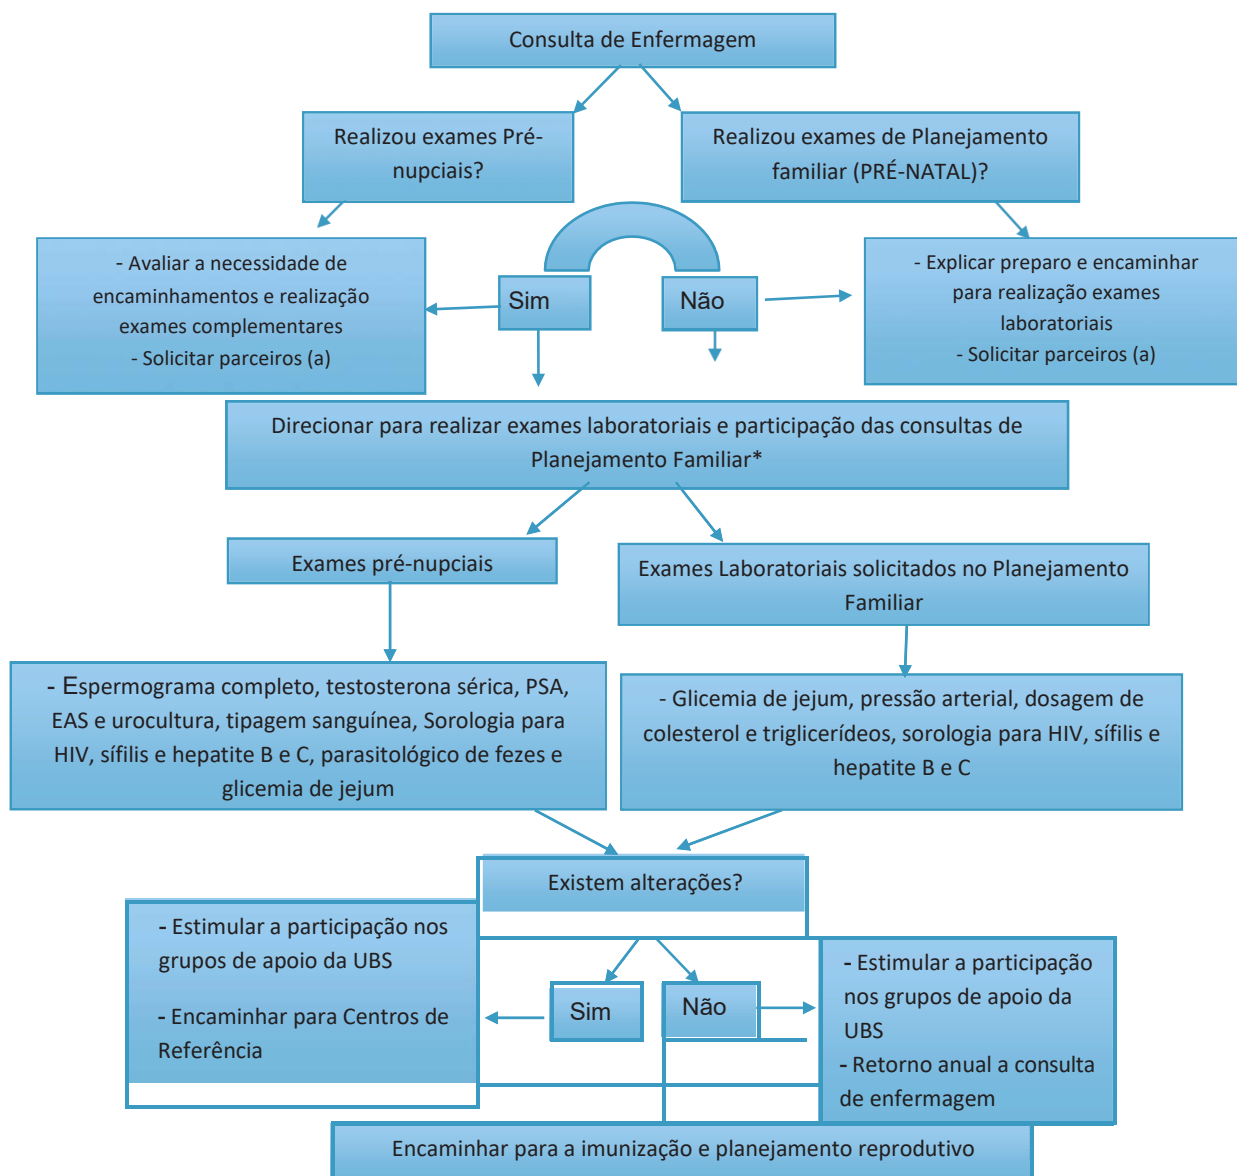 Consulta de Enfermagem
Realizou exames Pré-
nupciais?
Realizou exames de Planejamento
familiar (PRÉ-NATAL)?
- Avaliar a necessidade de
encaminhamentos e realização
exames complementares
- Solicitar parceiros (a)
Sim
Não
- Explicar preparo e encaminhar
para realização exames
laboratoriais
- Solicitar parceiros (a)
Direcionar para realizar exames laboratoriais e participação das consultas de
Planejamento Familiar*
Exames pré-nupciais
Exames Laboratoriais solicitados no Planejamento
Familiar
- Espermograma completo, testosterona sérica, PSA,
EAS e urocultura, tipagem sanguínea, Sorologia para
HIV, sífilis e hepatite B e C, parasitológico de fezes e
glicemia de jejum
- Glicemia de jejum, pressão arterial, dosagem de
colesterol e triglicerídeos, sorologia para HIV, sífilis e
hepatite B e C
Existem alterações?
- Estimular a participação nos
grupos de apoio da UBS
- Encaminhar para Centros de
Referência
Sim
Não
- Estimular a participação
nos grupos de apoio da
UBS
- Retorno anual a consulta
de enfermagem
Encaminhar para a imunização e planejamento reprodutivo